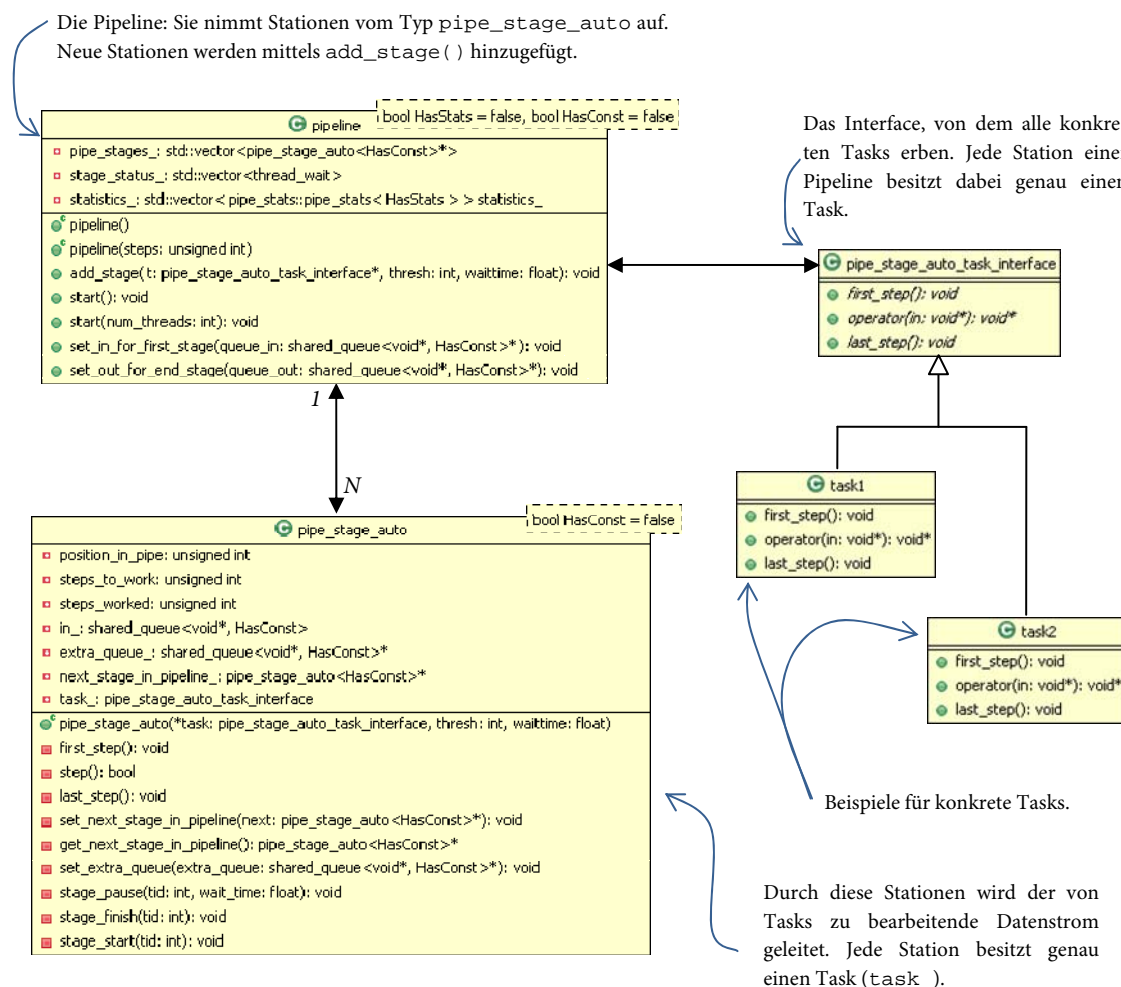 Die Pipeline: Sie nimmt Stationen vom Typ pipe_stage_auto auf.
Neue Stationen werden mittels add_stage() hinzugefügt.
bool HasStats = false, bool HasConst = false
pipeline
pipe_stages_: std::vector<pipe_stage_auto<HasConst>*>
stage_status_: std::vector<thread_wait>
statistics_: std::vector< pipe_stats::pipe_stats< HasStats > > statistics_
pipeline()
pipeline(steps: unsigned int)
add_stage( t: pipe_stage_auto_task_interface*, thresh: int, waittime: float): void
start(): void
start(num_threads: int): void
set_in_for_first_stage(queue_in: shared_queue<void*, HasConst>*): void
set_out_for_end_stage(queue_out: shared_queue<void*, HasConst>*): void
Das Interface, von dem alle konkre
ten Tasks erben. Jede Station einer
Pipeline besitzt dabei genau einen
Task.
pipe_stage_auto_task_interface
first_step(): void
operator(in: void*): void*
last_step(): void
1
N
task1
first_step(): void
operator(in: void*): void*
last_step(): void
task2
first_step(): void
operator(in: void*): void*
last_step(): void
Beispiele für konkrete Tasks.
bool HasConst = false
pipe_stage_auto
position_in_pipe: unsigned int
steps_to_work: unsigned int
steps_worked: unsigned int
in_: shared_queue<void*, HasConst>
extra_queue_: shared_queue<void*, HasConst>*
next_stage_in_pipeline_: pipe_stage_auto<HasConst>*
task_: pipe_stage_auto_task_interface
pipe_stage_auto(*task: pipe_stage_auto_task_interface, thresh: int, waittime: float)
first_step(): void
step(): bool
last_step(): void
set_next_stage_in_pipeline(next: pipe_stage_auto<HasConst>*): void
get_next_stage_in_pipeline(): pipe_stage_auto<HasConst>*
set_extra_queue(extra_queue: shared_queue<void*, HasConst>*): void
stage_pause(tid: int, wait_time: float): void
stage_finish(tid: int): void
stage_start(tid: int): void
Durch diese Stationen wird der von
Tasks zu bearbeitende Datenstrom
geleitet. Jede Station besitzt genau
einen Task (task_).